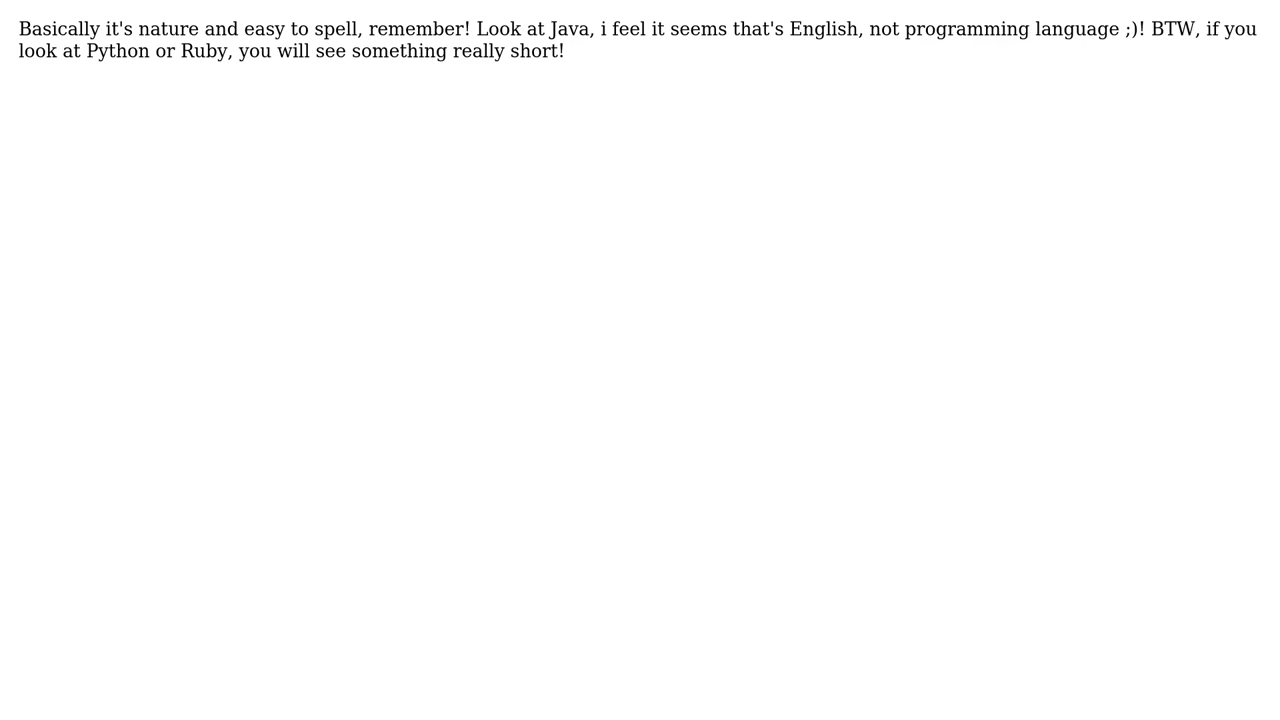 Basically it's nature and easy to spell, remember! Look at Java, i feel it seems that's English, not programming language ;)! BTW, if you
look at Python or Ruby, you will see something really short!